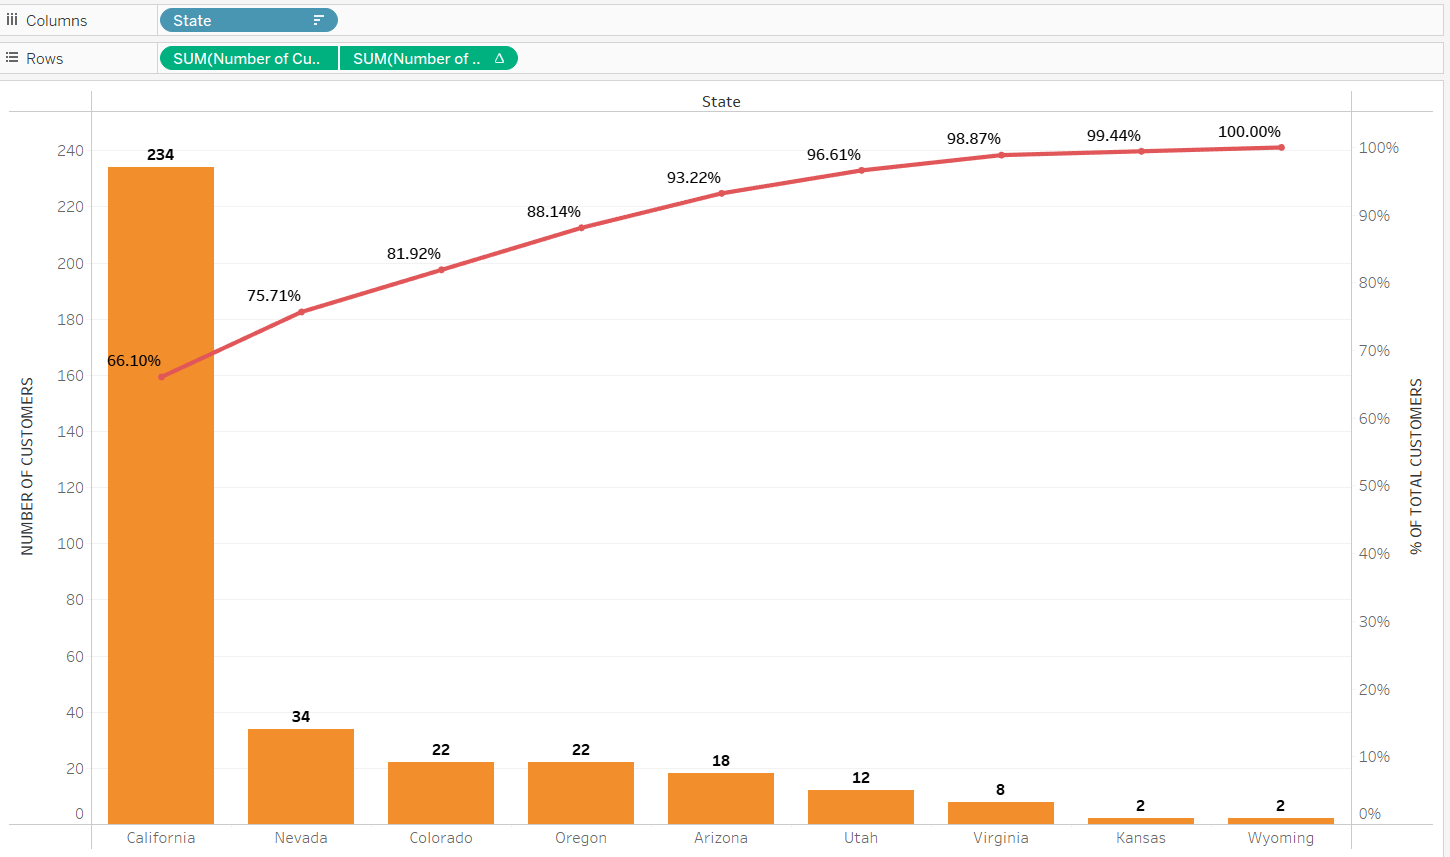 Columns
State
Rows
SUM(Number of Cu..
SUM(Number of ..
State
240
220
200
180
160
140
120
100
80
60
40
20
0
NUMBER OF CUSTOMERS
234
34
22
22
18
12
8
2
2
66.10%
75.71%
81.92%
88.14%
93.22%
96.61%
98.87%
99.44%
100.00%
100%
90%
80%
70%
60%
50%
40%
30%
20%
10%
0%
% OF TOTAL CUSTOMERS
California
Nevada
Colorado
Oregon
Arizona
Utah
Virginia
Kansas
Wyoming